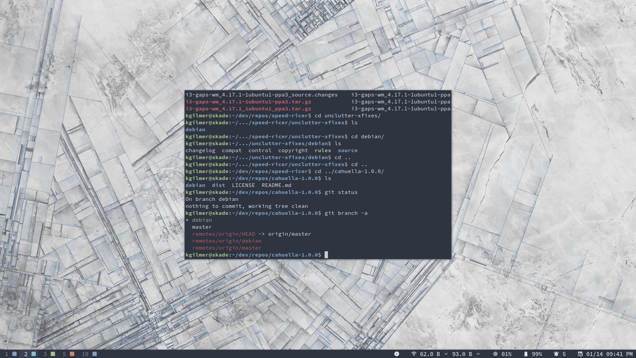 i3-gaps-wm_4.17.1-1ubuntu1-ppa3_source.changes    i3-gaps-wm_4.17.1-1ubuntu1-ppa
i3-gaps-wm_4.17.1-1ubuntu1-ppa3.tar.gz            i3-gaps-wm_4.17.1-1ubuntu1-ppa
i3-gaps-wm_4.17.1-1ubuntu1_ppa3.tar.gz            i3-gaps-wm_4.17.1-1ubuntu1-ppa
kgilmer@skade:~/dev/repos/speed-ricer$ cd unclutter-xfixes/
kgilmer@skade:~/.../speed-ricer/unclutter-xfixes$ ls
debian
kgilmer@skade:~/.../speed-ricer/unclutter-xfixes$ cd debian/
kgilmer@skade:~/.../unclutter-xfixes/debian$ ls
changelog  compat  control  copyright  rules  source
kgilmer@skade:~/.../unclutter-xfixes/debian$ cd ..
kgilmer@skade:~/.../speed-ricer/unclutter-xfixes$ cd ..
kgilmer@skade:~/dev/repos/speed-ricer$ cd ../cahuella-1.0.0/
kgilmer@skade:~/dev/repos/cahuella-1.0.0$ ls
debian  dist  LICENSE  README.md
kgilmer@skade:~/dev/repos/cahuella-1.0.0$ git status
On branch debian
nothing to commit, working tree clean
kgilmer@skade:~/dev/repos/cahuella-1.0.0$ git branch -a
* debian
  master
  remotes/origin/HEAD -> origin/master
  remotes/origin/debian
  remotes/origin/master
kgilmer@skade:~/dev/repos/cahuella-1.0.0$
1 2 3 5 10 62.0 B 93.0 B 01% 99% 5 01/14 09:41 PM